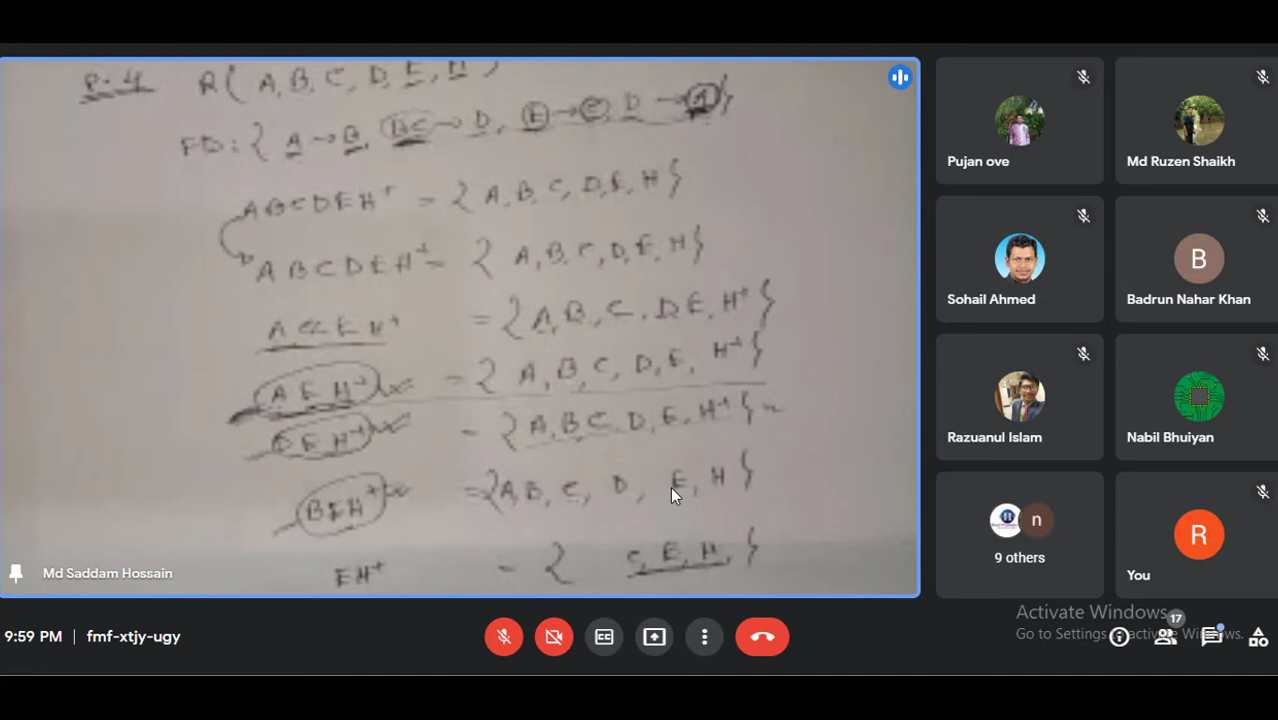 P-4 R( A, B, C, D, E, H )
FD: { A → B, BC → D, E → C, D → A }
ABCDEH⁺ = { A, B, C, D, E, H }
ABCDEH⁺ = { A, B, C, D, E, H }
EH⁺ = { A, B, C, D E, H⁺ }
AEH⁺ = { A, B, C, D, E, H⁺ }
DEH⁺ = { A, B C, D, E, H⁺ }
BEH⁺ = { A, B, C, D, E, H }
EH⁺ = { C, E, H, }
Md Saddam Hossain
Pujan ove
Md Ruzen Shaikh
Sohail Ahmed
B
Badrun Nahar Khan
Razuanul Islam
Nabil Bhuiyan
n
9 others
R
You
Activate Windows
Go to Settings to activate Windows.
9:59 PM | fmf-xtjy-ugy
CC
17